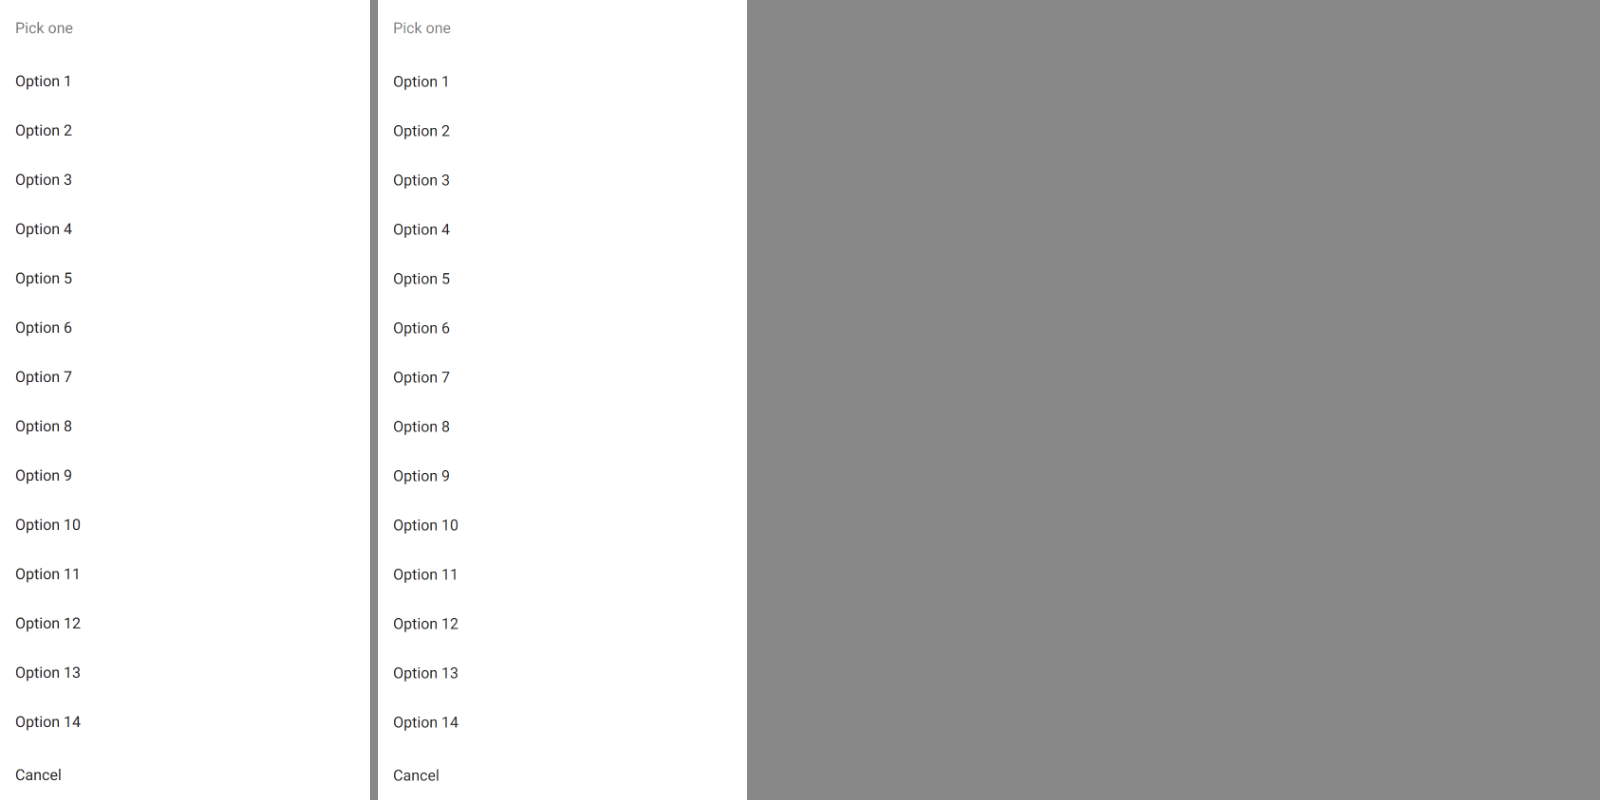 Pick one
Option 1
Option 2
Option 3
Option 4
Option 5
Option 6
Option 7
Option 8
Option 9
Option 10
Option 11
Option 12
Option 13
Option 14
Cancel
Pick one
Option 1
Option 2
Option 3
Option 4
Option 5
Option 6
Option 7
Option 8
Option 9
Option 10
Option 11
Option 12
Option 13
Option 14
Cancel